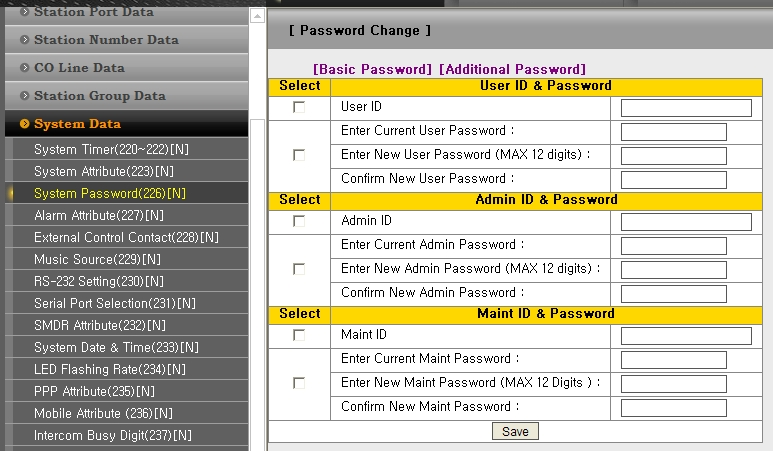 Station Port Data
Station Number Data
CO Line Data
Station Group Data
System Data
System Timer(220~222)[N]
System Attribute(223)[N]
System Password(226)[N]
Alarm Attribute(227)[N]
External Control Contact(228)[N]
Music Source(229)[N]
RS-232 Setting(230)[N]
Serial Port Selection(231)[N]
SMDR Attribute(232)[N]
System Date & Time(233)[N]
LED Flashing Rate(234)[N]
PPP Attribute(235)[N]
Mobile Attribute (236)[N]
Intercom Busy Digit(237)[N]
[ Password Change ]
[Basic Password] [Additional Password]
Select User ID & Password
User ID
Enter Current User Password :
Enter New User Password (MAX 12 digits) :
Confirm New User Password :
Select Admin ID & Password
Admin ID
Enter Current Admin Password :
Enter New Admin Password (MAX 12 digits) :
Confirm New Admin Password :
Select Maint ID & Password
Maint ID
Enter Current Maint Password :
Enter New Maint Password (MAX 12 Digits ) :
Confirm New Maint Password :
Save